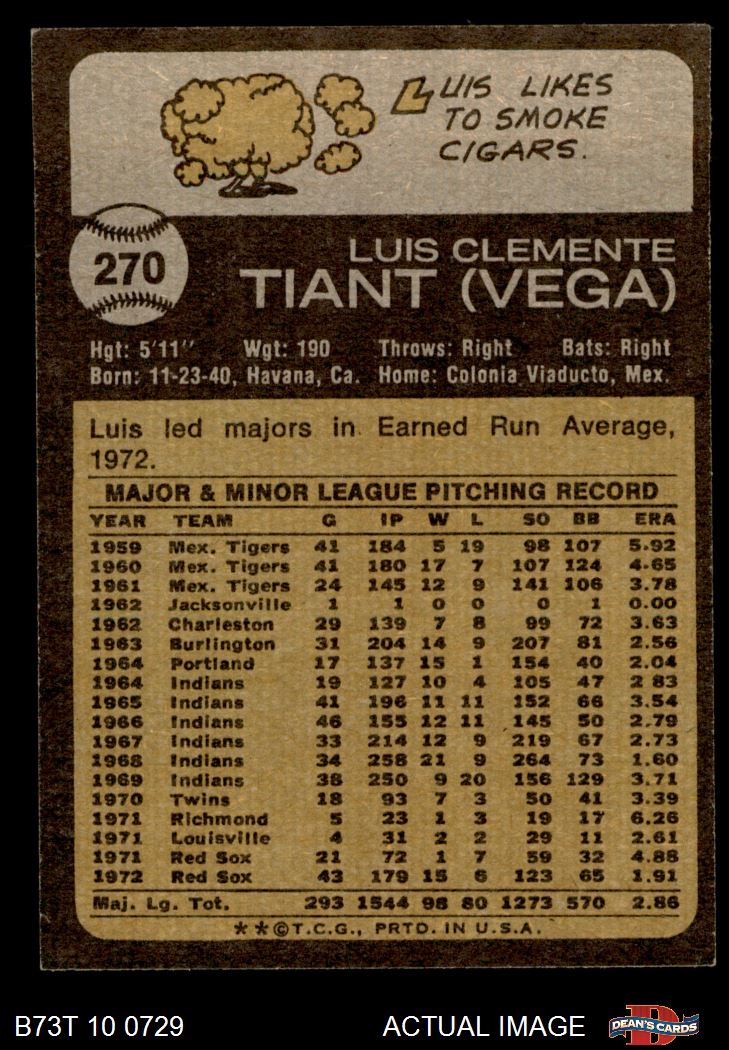 LUIS LIKES
TO SMOKE
CIGARS.
270
LUIS CLEMENTE
TIANT (VEGA)
Hgt: 5'11" Wgt: 190 Throws: Right Bats: Right
Born: 11-23-40, Havana, Ca. Home: Colonia Viaducto, Mex.
Luis led majors in Earned Run Average,
1972.
MAJOR & MINOR LEAGUE PITCHING RECORD
YEAR TEAM G IP W L SO BB ERA
1959 Mex. Tigers 41 184 5 19 98 107 5.92
1960 Mex. Tigers 41 180 17 7 107 124 4.65
1961 Mex. Tigers 24 145 12 9 141 106 3.78
1962 Jacksonville 1 1 0 0 0 1 0.00
1962 Charleston 29 139 7 8 99 72 3.63
1963 Burlington 31 204 14 9 207 81 2.56
1964 Portland 17 137 15 1 154 40 2.04
1964 Indians 19 127 10 4 105 47 2 83
1965 Indians 41 196 11 11 152 66 3.54
1966 Indians 46 155 12 11 145 50 2.79
1967 Indians 33 214 12 9 219 67 2.73
1968 Indians 34 258 21 9 264 73 1.60
1969 Indians 38 250 9 20 156 129 3.71
1970 Twins 18 93 7 3 50 41 3.39
1971 Richmond 5 23 1 3 19 17 6.26
1971 Louisville 4 31 2 2 29 11 2.61
1971 Red Sox 21 72 1 7 59 32 4.88
1972 Red Sox 43 179 15 6 123 65 1.91
Maj. Lg. Tot. 293 1544 98 80 1273 570 2.86
**©T.C.G., PRTD. IN U.S.A.
B73T 10 0729 ACTUAL IMAGE D DEAN'S CARDS